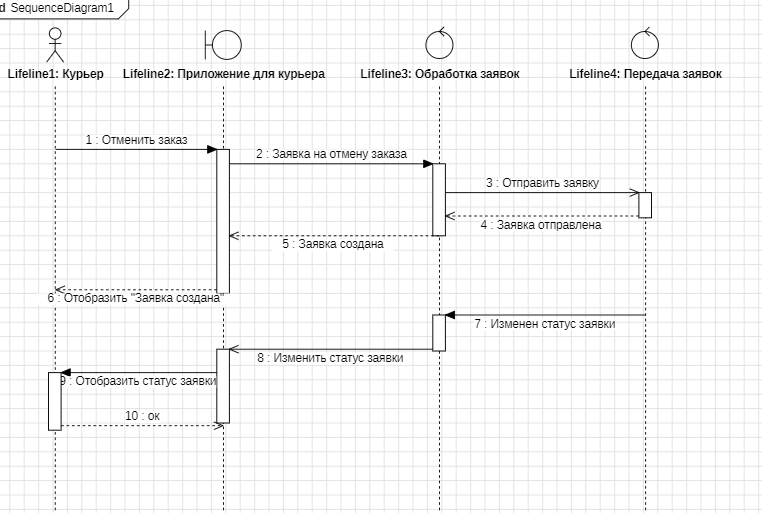 d SequenceDiagram1
Lifeline1: Курьер
Lifeline2: Приложение для курьера
Lifeline3: Обработка заявок
Lifeline4: Передача заявок
1 : Отменить заказ
2 : Заявка на отмену заказа
3 : Отправить заявку
4 : Заявка отправлена
5 : Заявка создана
6 : Отобразить "Заявка создана"
7 : Изменен статус заявки
8 : Изменить статус заявки
9 : Отобразить статус заявки
10 : ок